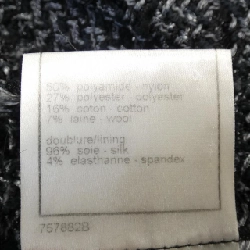 50% polyamide - nylon
27% polyester - polyester
16% coton - cotton
7% laine - wool
doublure/lining
96% soie - silk
4% elasthanne - spandex
767662B